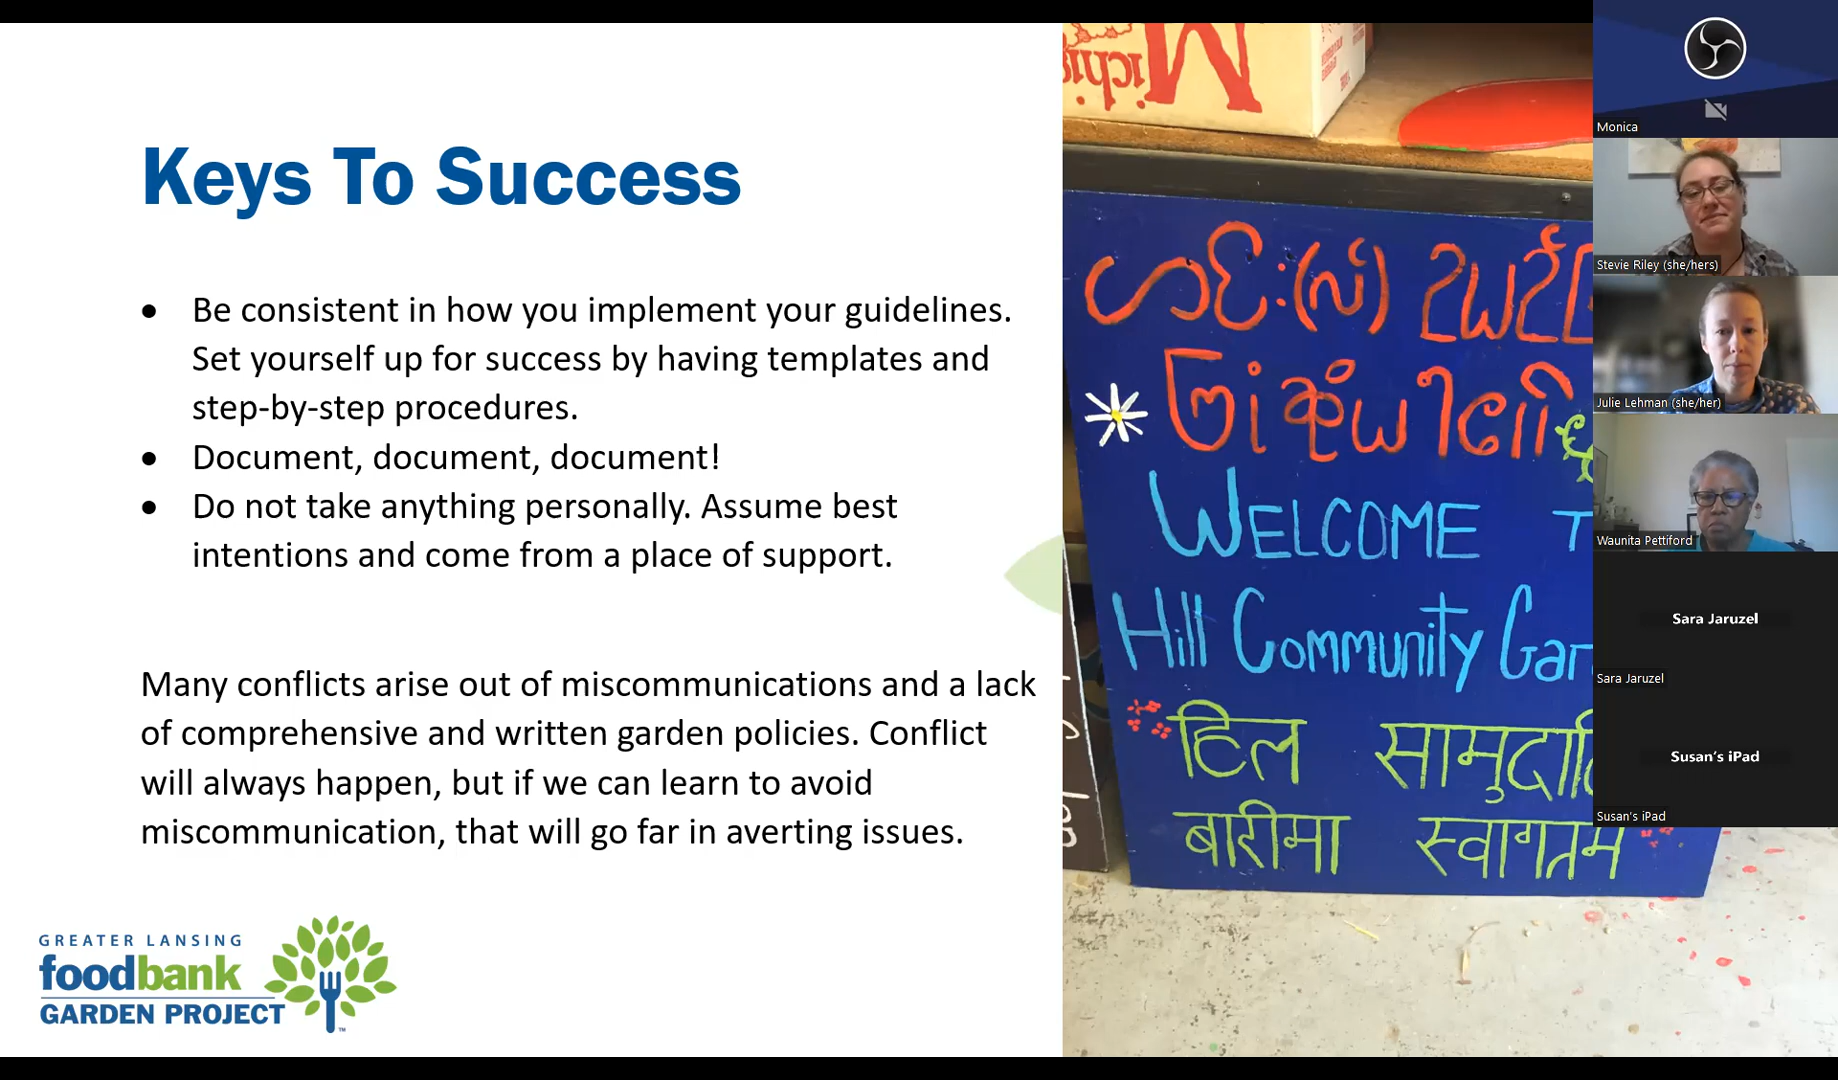 Keys To Success
• Be consistent in how you implement your guidelines.
Set yourself up for success by having templates and
step-by-step procedures.
• Document, document, document!
• Do not take anything personally. Assume best
intentions and come from a place of support.
Many conflicts arise out of miscommunications and a lack
of comprehensive and written garden policies. Conflict
will always happen, but if we can learn to avoid
miscommunication, that will go far in averting issues.
GREATER LANSING
foodbank
GARDEN PROJECT™
Michi
WELCOME T
Hill Community Gar
हिल सामुदा
बारीमा स्वागतम
Monica
Stevie Riley (she/hers)
Julie Lehman (she/her)
Waunita Pettiford
Sara Jaruzel
Sara Jaruzel
Susan's iPad
Susan's iPad